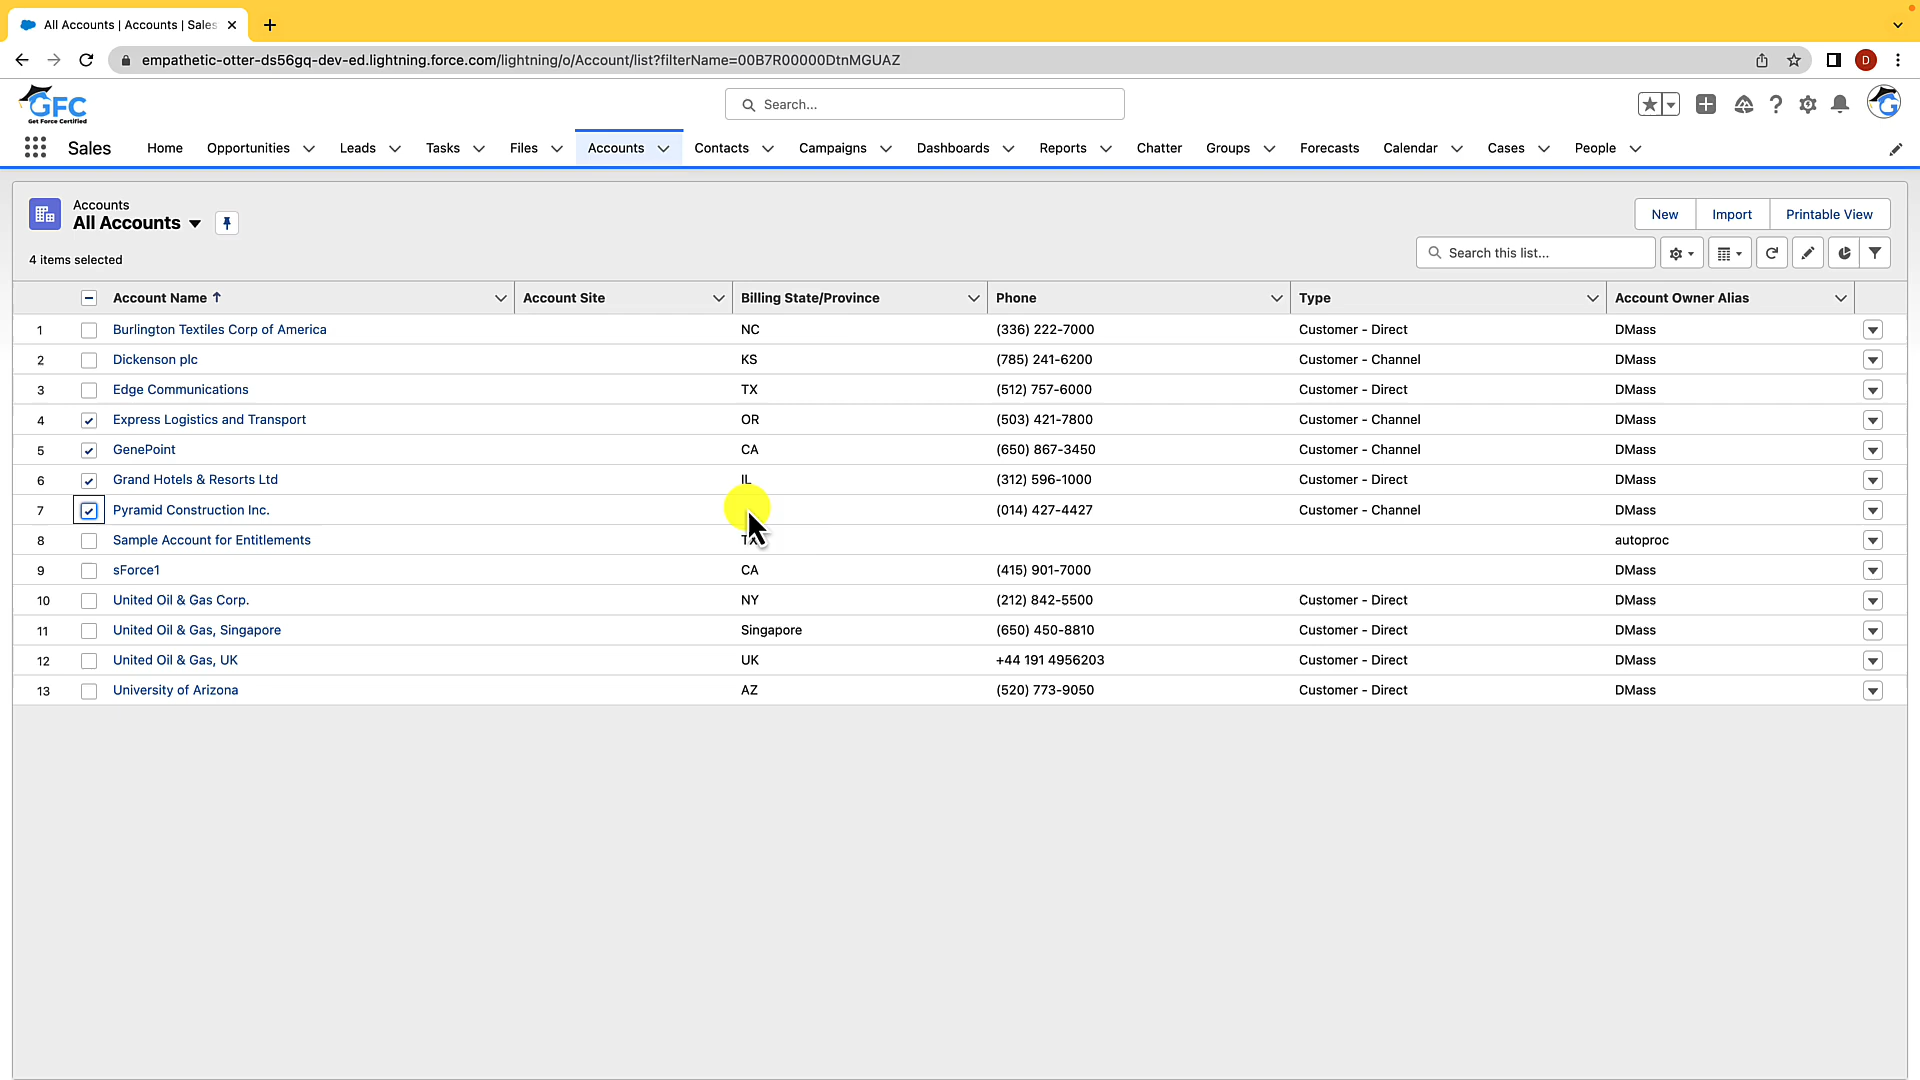 All Accounts | Accounts | Sales
empathetic-otter-ds56gq-dev-ed.lightning.force.com/lightning/o/Account/list?filterName=00B7R00000DtnMGUAZ
D
GFC
Get Force Certified
Search...
Sales Home Opportunities Leads Tasks Files Accounts Contacts Campaigns Dashboards Reports Chatter Groups Forecasts Calendar Cases People
Accounts
All Accounts
New Import Printable View
4 items selected
Search this list...
Account Name Account Site Billing State/Province Phone Type Account Owner Alias
1 Burlington Textiles Corp of America NC (336) 222-7000 Customer - Direct DMass
2 Dickenson plc KS (785) 241-6200 Customer - Channel DMass
3 Edge Communications TX (512) 757-6000 Customer - Direct DMass
4 Express Logistics and Transport OR (503) 421-7800 Customer - Channel DMass
5 GenePoint CA (650) 867-3450 Customer - Channel DMass
6 Grand Hotels & Resorts Ltd IL (312) 596-1000 Customer - Direct DMass
7 Pyramid Construction Inc. (014) 427-4427 Customer - Channel DMass
8 Sample Account for Entitlements TX autoproc
9 sForce1 CA (415) 901-7000 DMass
10 United Oil & Gas Corp. NY (212) 842-5500 Customer - Direct DMass
11 United Oil & Gas, Singapore Singapore (650) 450-8810 Customer - Direct DMass
12 United Oil & Gas, UK UK +44 191 4956203 Customer - Direct DMass
13 University of Arizona AZ (520) 773-9050 Customer - Direct DMass